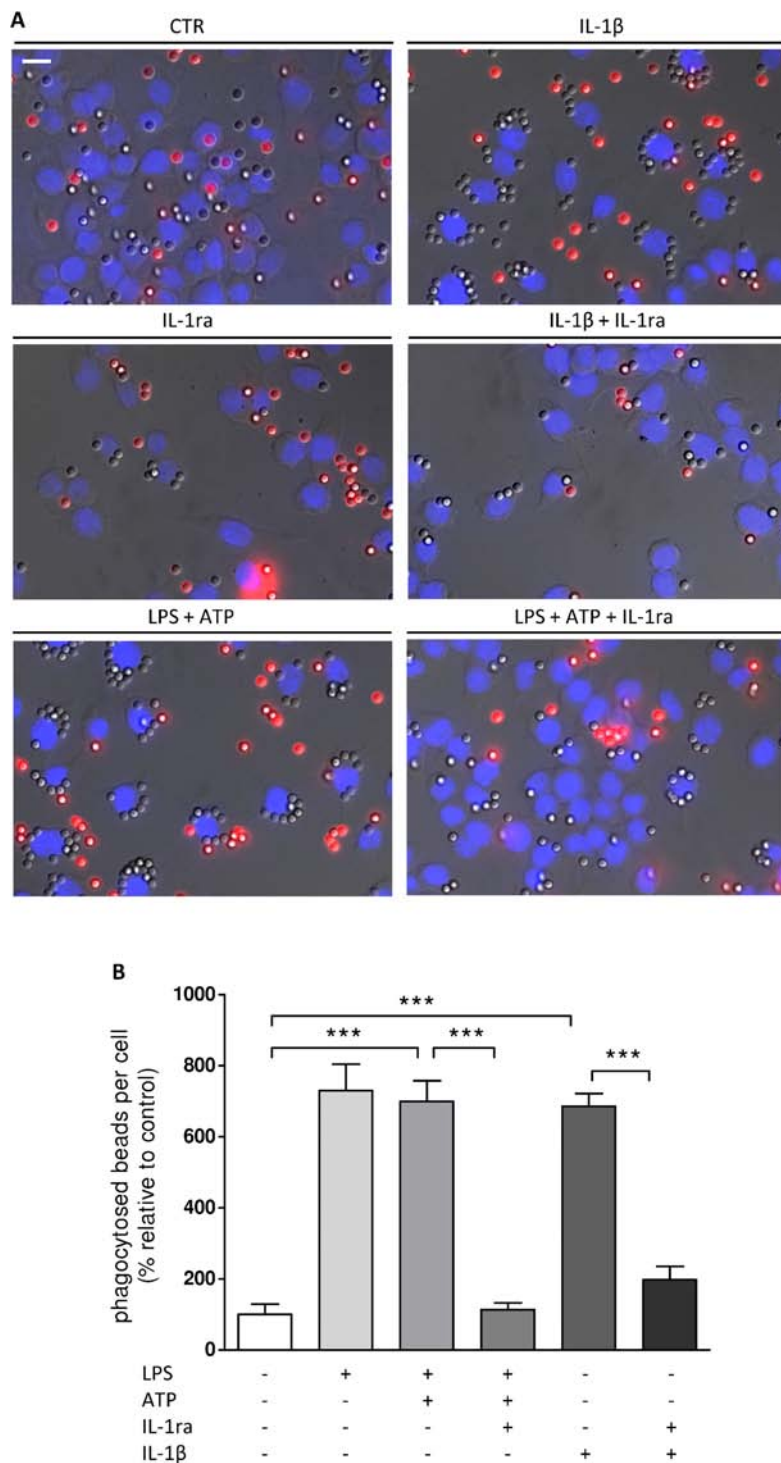 A
CTR IL-1β
IL-1ra IL-1β + IL-1ra
LPS + ATP LPS + ATP + IL-1ra
B
phagocytosed beads per cell
(% relative to control)
1000
800
600
400
200
0
*** 
*** ***
***
LPS - + + + - -
ATP - - + + - -
IL-1ra - - - + - +
IL-1β - - - - + +